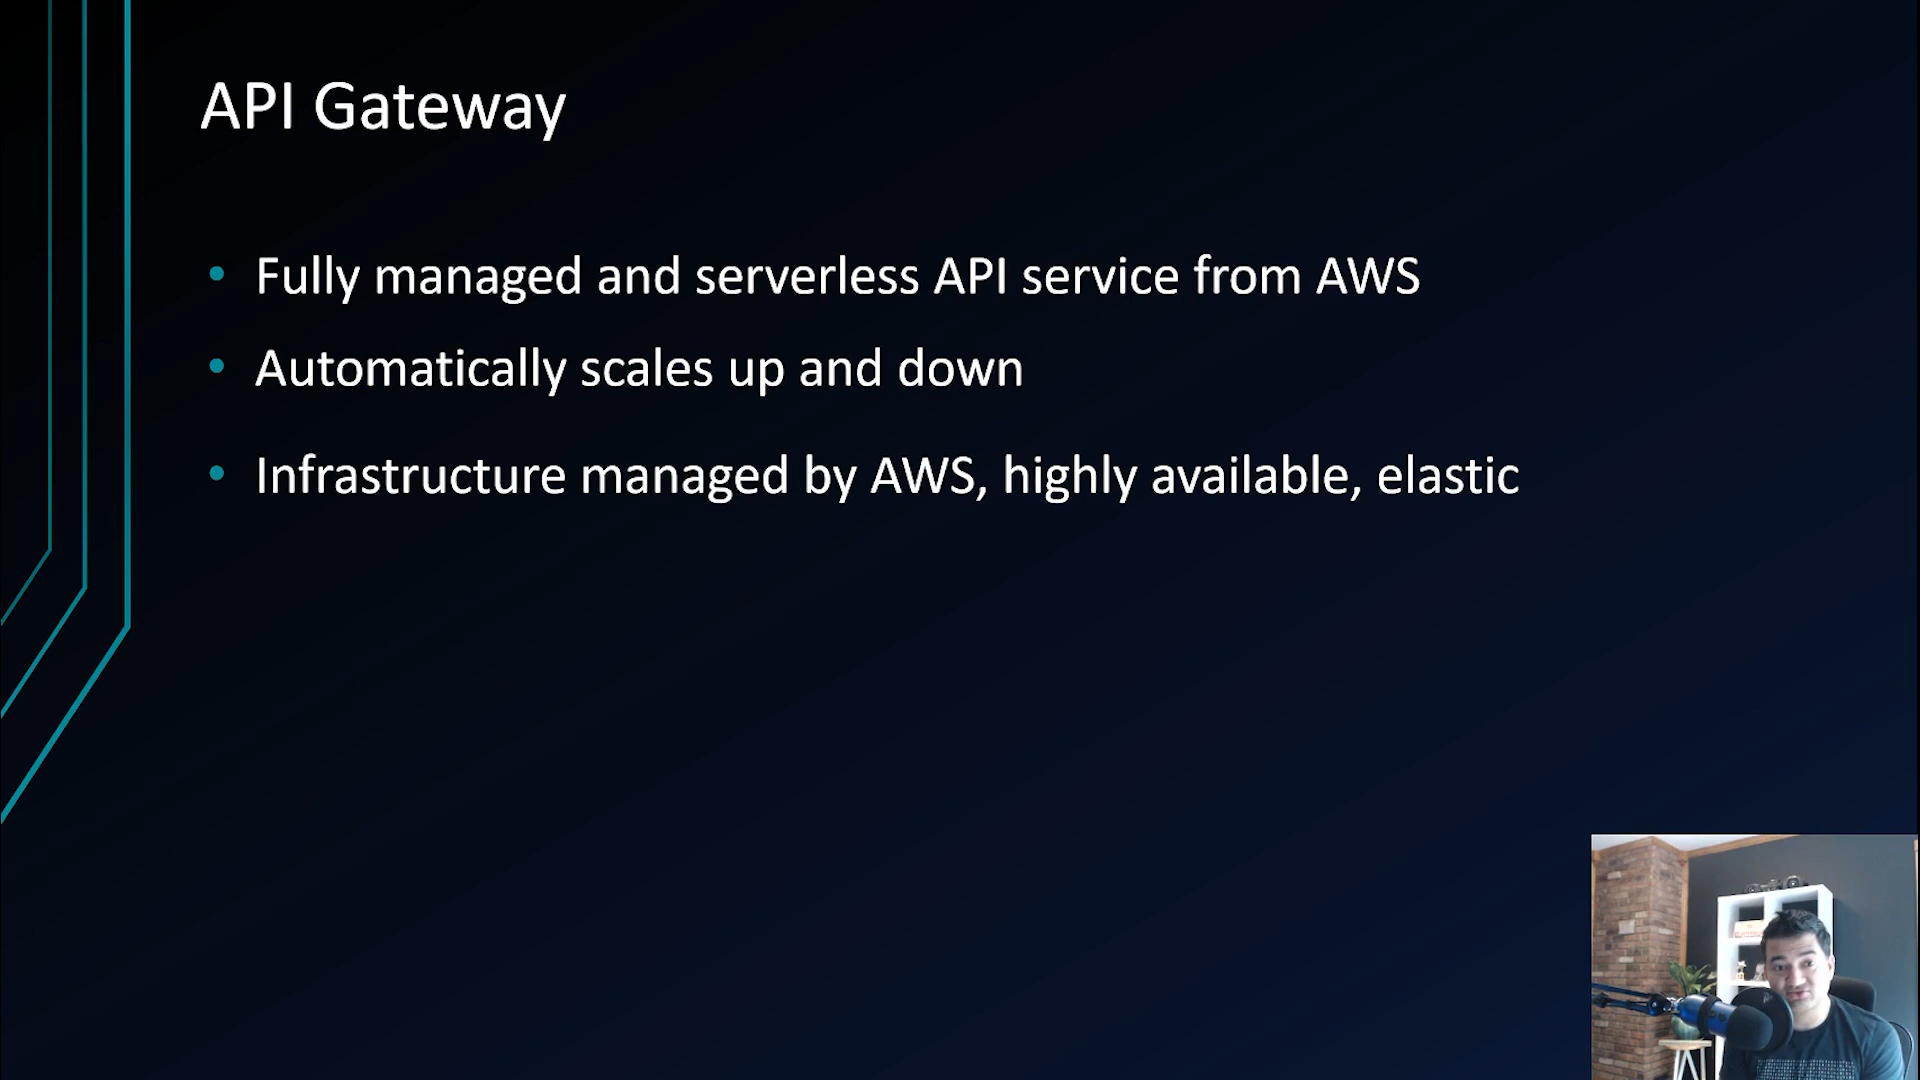 API Gateway
Fully managed and serverless API service from AWS
Automatically scales up and down
Infrastructure managed by AWS, highly available, elastic